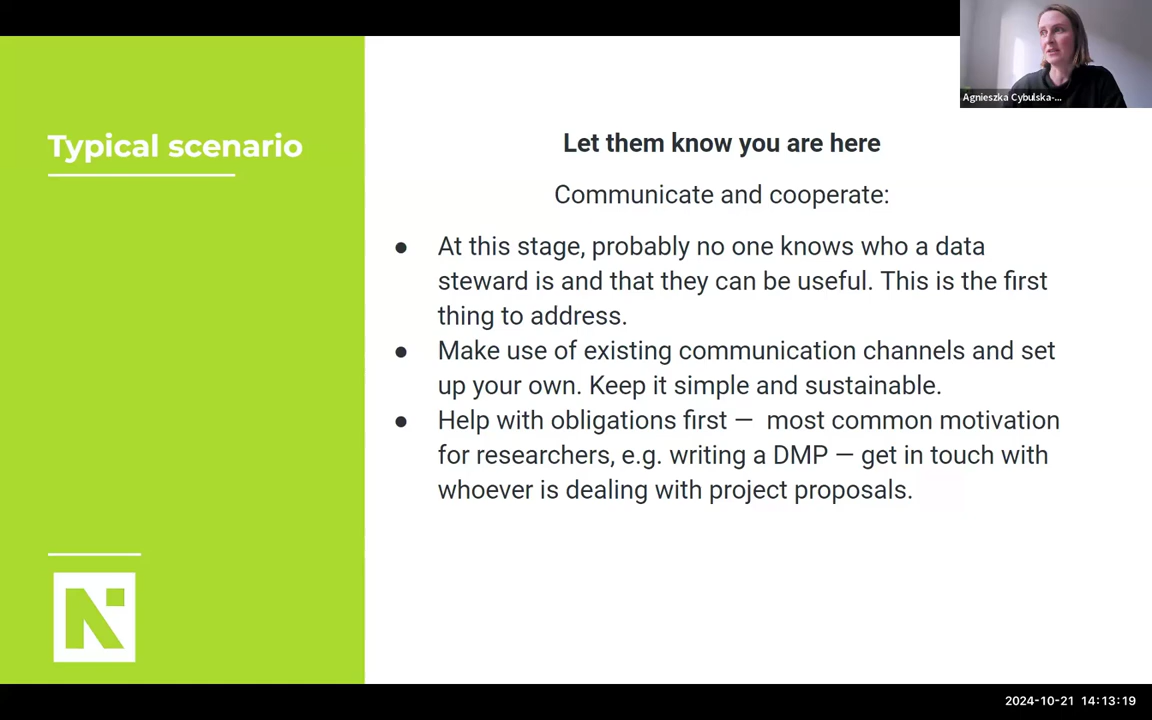 Agnieszka Cybulska-...
Typical scenario
Let them know you are here
Communicate and cooperate:
● At this stage, probably no one knows who a data
steward is and that they can be useful. This is the first
thing to address.
● Make use of existing communication channels and set
up your own. Keep it simple and sustainable.
● Help with obligations first — most common motivation
for researchers, e.g. writing a DMP — get in touch with
whoever is dealing with project proposals.
N
2024-10-21 14:13:19